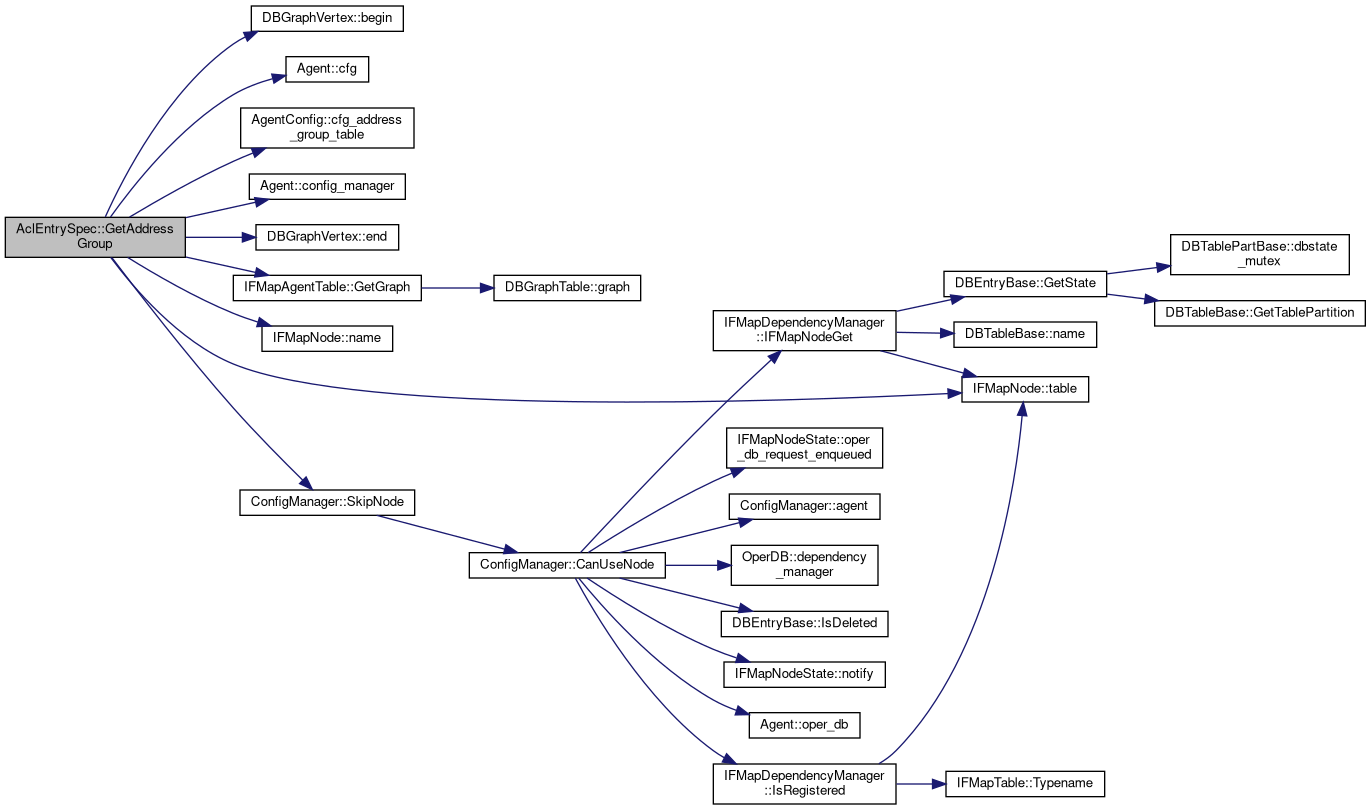 DBGraphVertex::begin
Agent::cfg
AgentConfig::cfg_address
_group_table
Agent::config_manager
AclEntrySpec::GetAddress
Group
DBGraphVertex::end
IFMapAgentTable::GetGraph
DBGraphTable::graph
IFMapNode::name
ConfigManager::SkipNode
ConfigManager::CanUseNode
IFMapDependencyManager
::IFMapNodeGet
DBEntryBase::GetState
DBTablePartBase::dbstate
_mutex
DBTableBase::GetTablePartition
DBTableBase::name
IFMapNode::table
IFMapNodeState::oper
_db_request_enqueued
ConfigManager::agent
OperDB::dependency
_manager
DBEntryBase::IsDeleted
IFMapNodeState::notify
Agent::oper_db
IFMapDependencyManager
::IsRegistered
IFMapTable::Typename